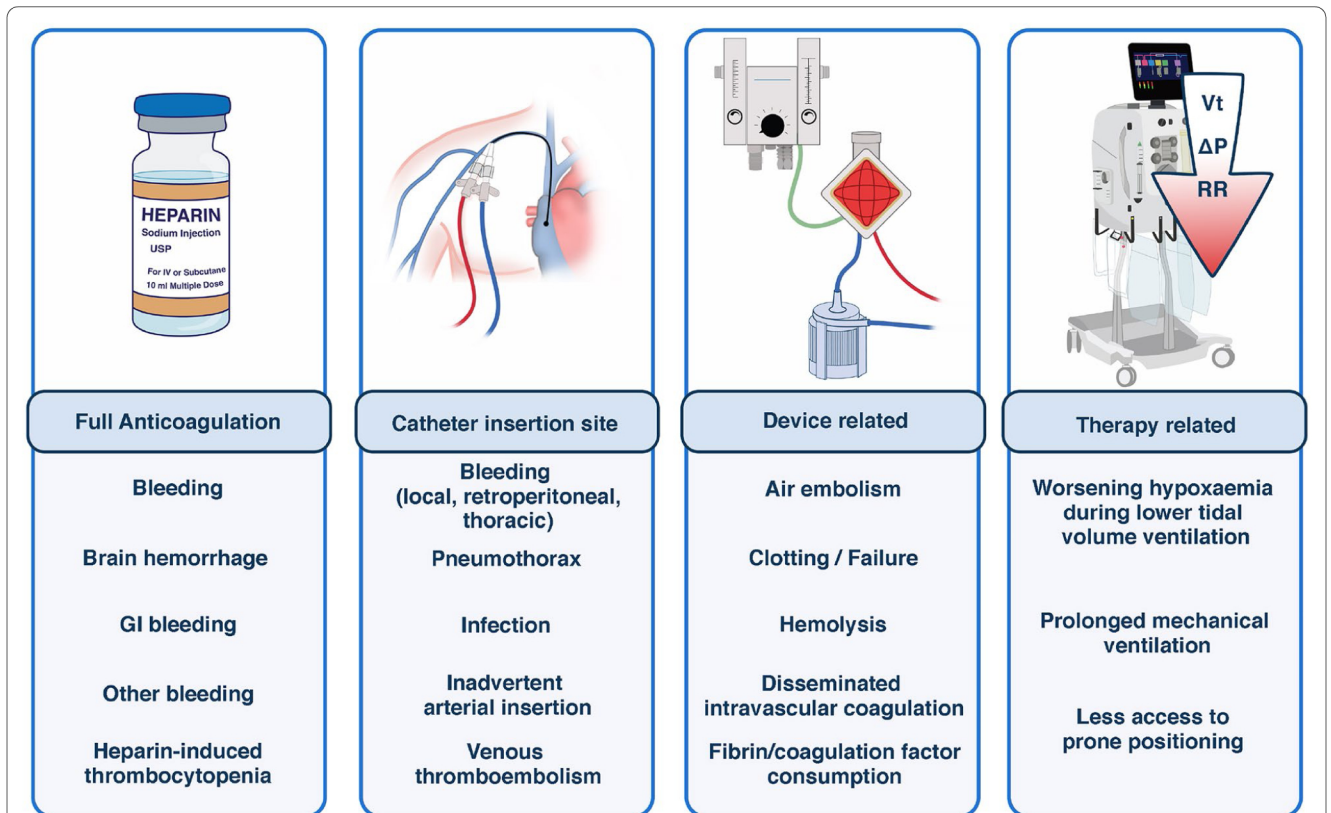 HEPARIN
Sodium Injection
USP
For IV or Subcutane
10 ml Multiple Dose
Vt
ΔP
RR
Full Anticoagulation
Bleeding
Brain hemorrhage
GI bleeding
Other bleeding
Heparin-induced
thrombocytopenia
Catheter insertion site
Bleeding
(local, retroperitoneal,
thoracic)
Pneumothorax
Infection
Inadvertent
arterial insertion
Venous
thromboembolism
Device related
Air embolism
Clotting / Failure
Hemolysis
Disseminated
intravascular coagulation
Fibrin/coagulation factor
consumption
Therapy related
Worsening hypoxaemia
during lower tidal
volume ventilation
Prolonged mechanical
ventilation
Less access to
prone positioning